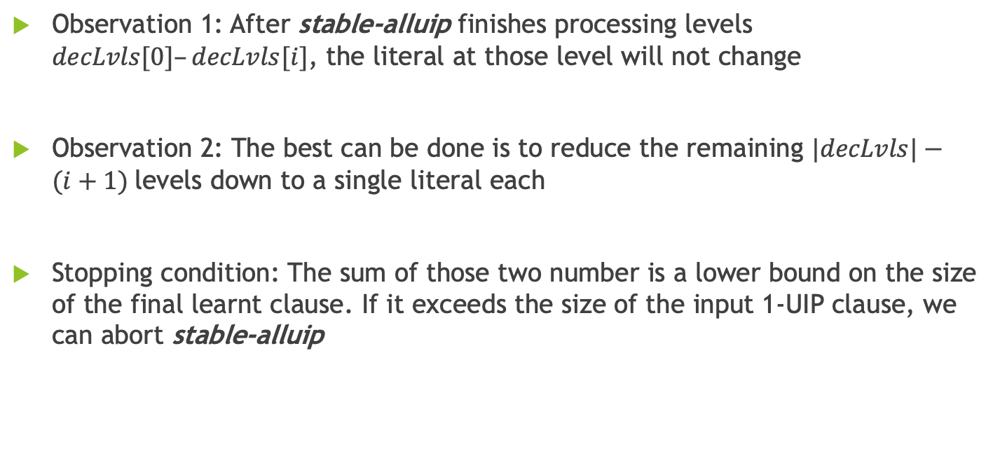 Observation 1: After stable-alluip finishes processing levels
decLvls[0]– decLvls[i], the literal at those level will not change
Observation 2: The best can be done is to reduce the remaining |decLvls| −
(i + 1) levels down to a single literal each
Stopping condition: The sum of those two number is a lower bound on the size
of the final learnt clause. If it exceeds the size of the input 1-UIP clause, we
can abort stable-alluip